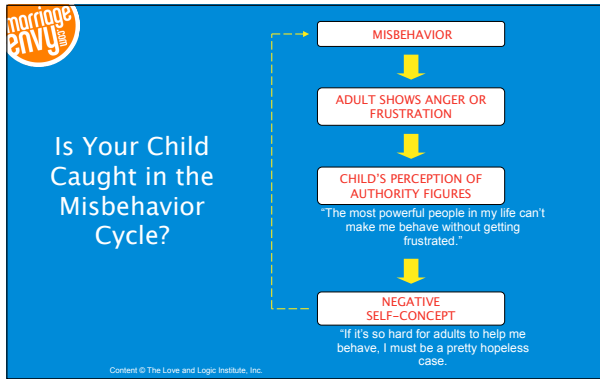 marriage
envy.com
Is Your Child
Caught in the
Misbehavior
Cycle?
MISBEHAVIOR
ADULT SHOWS ANGER OR
FRUSTRATION
CHILD'S PERCEPTION OF
AUTHORITY FIGURES
“The most powerful people in my life can't
make me behave without getting
frustrated.”
NEGATIVE
SELF-CONCEPT
“If it's so hard for adults to help me
behave, I must be a pretty hopeless
case.
Content © The Love and Logic Institute, Inc.